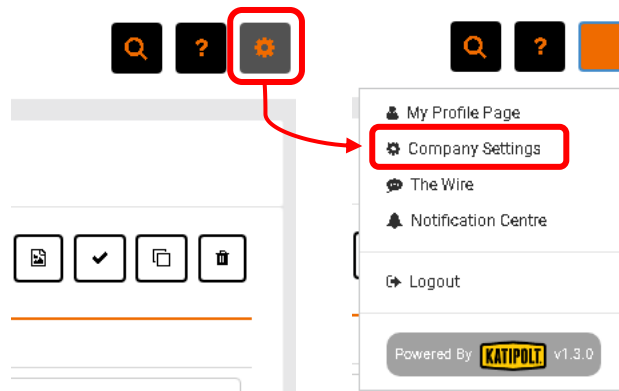 ?
?
My Profile Page
Company Settings
The Wire
Notification Centre
Logout
Powered By KATIPOLT. v1.3.0